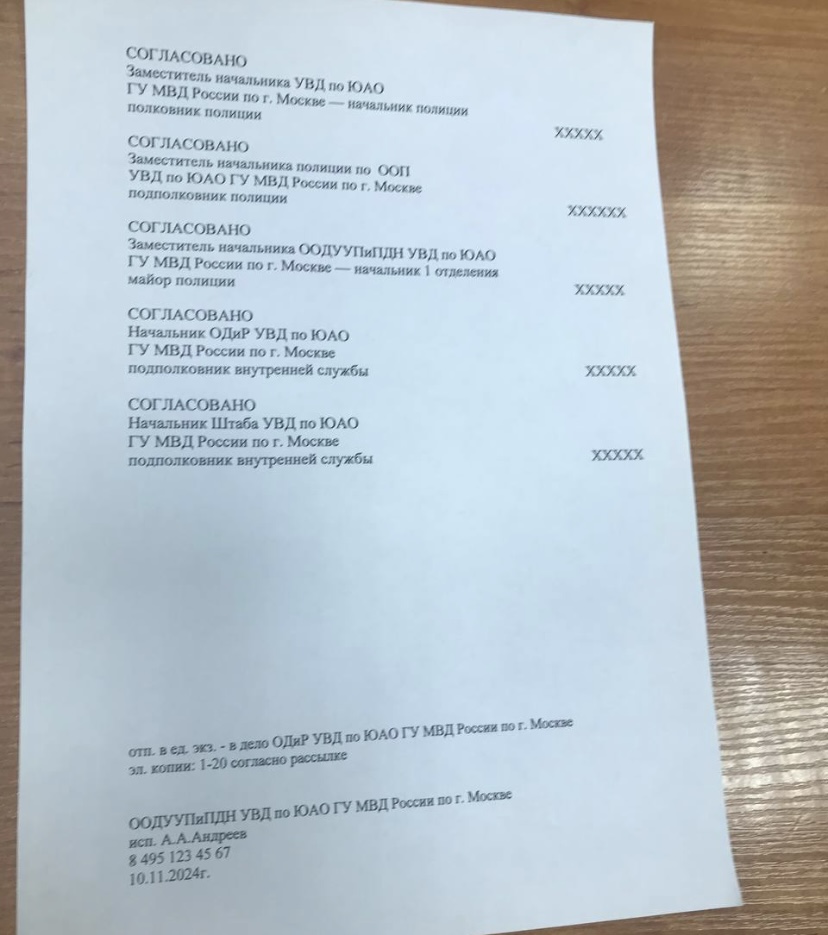 СОГЛАСОВАНО
Заместитель начальника УВД по ЮАО
ГУ МВД России по г. Москве — начальник полиции
полковник полиции
XXXXX
СОГЛАСОВАНО
Заместитель начальника полиции по ООП
УВД по ЮАО ГУ МВД России по г. Москве
подполковник полиции
XXXXXX
СОГЛАСОВАНО
Заместитель начальника ООДУУПиПДН УВД по ЮАО
ГУ МВД России по г. Москве — начальник 1 отделения
майор полиции
XXXXX
СОГЛАСОВАНО
Начальник ОДиР УВД по ЮАО
ГУ МВД России по г. Москве
подполковник внутренней службы
XXXXX
СОГЛАСОВАНО
Начальник Штаба УВД по ЮАО
ГУ МВД России по г. Москве
подполковник внутренней службы
XXXXX
отп. в ед. экз. - в дело ОДиР УВД по ЮАО ГУ МВД России по г. Москве
эл. копии: 1-20 согласно рассылке
ООДУУПиПДН УВД по ЮАО ГУ МВД России по г. Москве
исп. А.А.Андреев
8 495 123 45 67
10.11.2024г.